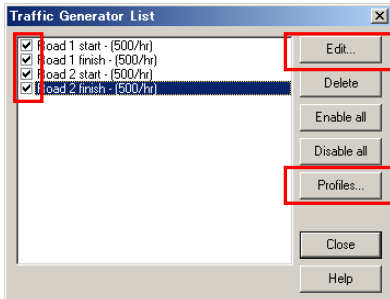 Traffic Generator List
Road 1 start - (500/hr)
Road 1 finish - (500/hr)
Road 2 start - (500/hr)
Road 2 finish - (500/hr)
Edit...
Delete
Enable all
Disable all
Profiles...
Close
Help